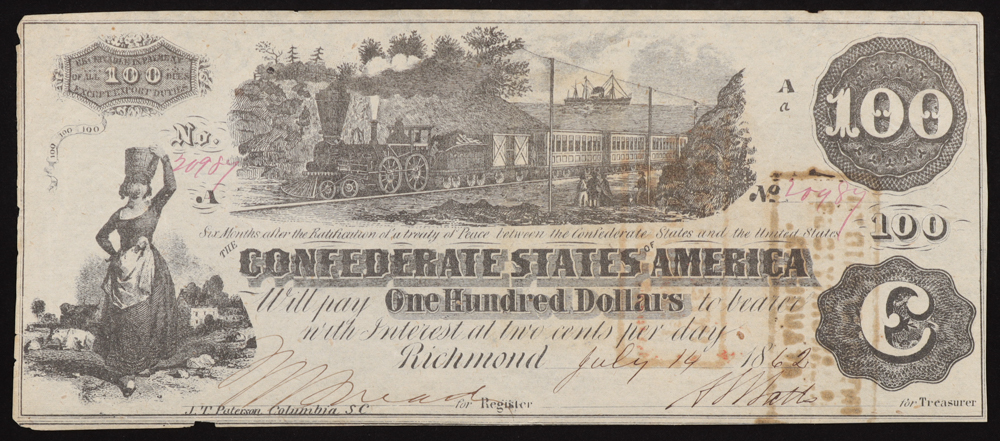 RECEIVABLE IN PAYMENT
OF ALL 100 DUES
EXCEPT EXPORT DUTIES
100 100 100
No.
30989
A
A
a
100
No
30989
100
Six Months after the Ratification of a treaty of Peace between the Confederate States and the United States
THE CONFEDERATE STATES OF AMERICA
Will pay One Hundred Dollars to bearer
with Interest at two cents per day.
Richmond July 14 1862
C
for Register
for Treasurer
J.T. Paterson, Columbia, S.C